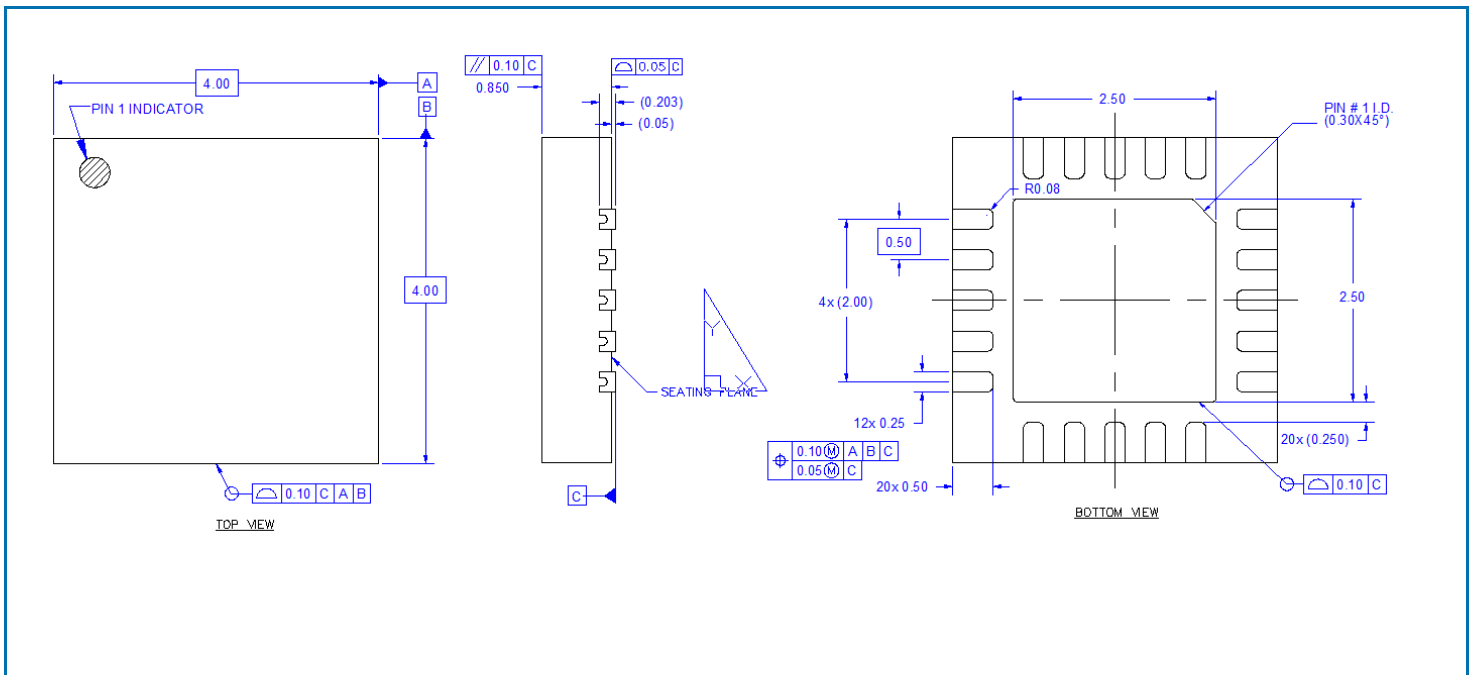 4.00
A
B
PIN 1 INDICATOR
4.00
0.10 C A B
TOP VIEW
// 0.10 C
0.850
0.05 C
(0.203)
(0.05)
Y
X
SEATING PLANE
C
2.50
PIN # 1 I.D.
(0.30X45°)
R0.08
0.50
4x (2.00)
2.50
12x 0.25
0.10 Ⓜ A B C
0.05 Ⓜ C
20x 0.50
20x (0.250)
0.10 C
BOTTOM VIEW